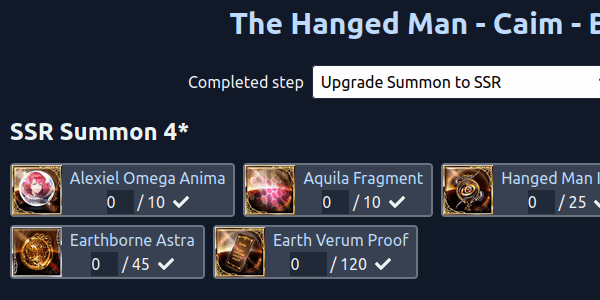 The Hanged Man - Caim -
Completed step
Upgrade Summon to SSR
SSR Summon 4*
Alexiel Omega Anima
0 / 10
Aquila Fragment
0 / 10
Hanged Man
0 / 25
Earthborne Astra
0 / 45
Earth Verum Proof
0 / 120